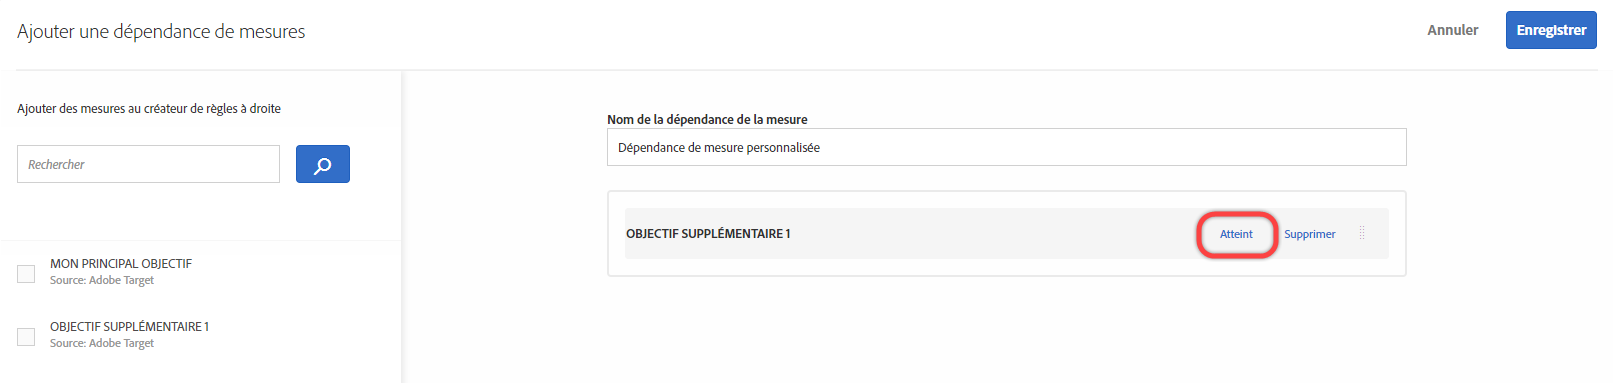 Ajouter une dépendance de mesures
Annuler
Enregistrer
Ajouter des mesures au créateur de règles à droite
Rechercher
MON PRINCIPAL OBJECTIF
Source: Adobe Target
OBJECTIF SUPPLÉMENTAIRE 1
Source: Adobe Target
Nom de la dépendance de la mesure
Dépendance de mesure personnalisée
OBJECTIF SUPPLÉMENTAIRE 1
Atteint
Supprimer